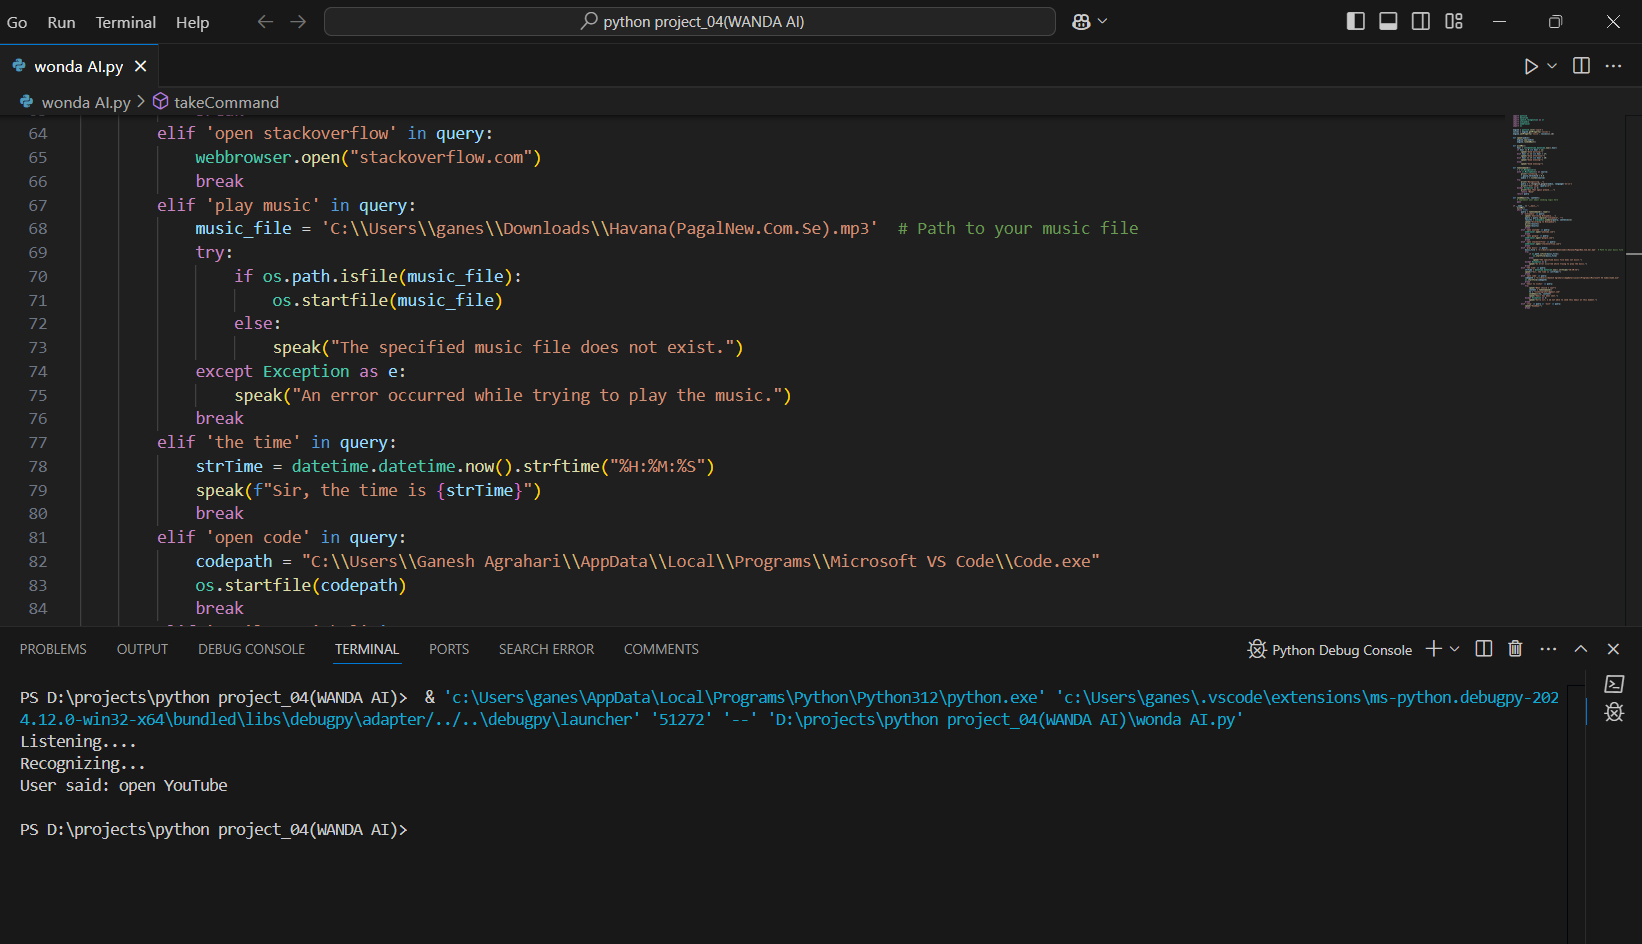 Go Run Terminal Help python project_04(WANDA AI)
wonda AI.py
wonda AI.py > takeCommand
64 elif 'open stackoverflow' in query:
65 webbrowser.open("stackoverflow.com")
66 break
67 elif 'play music' in query:
68 music_file = 'C:\\Users\\ganes\\Downloads\\Havana(PagalNew.Com.Se).mp3' # Path to your music file
69 try:
70 if os.path.isfile(music_file):
71 os.startfile(music_file)
72 else:
73 speak("The specified music file does not exist.")
74 except Exception as e:
75 speak("An error occurred while trying to play the music.")
76 break
77 elif 'the time' in query:
78 strTime = datetime.datetime.now().strftime("%H:%M:%S")
79 speak(f"Sir, the time is {strTime}")
80 break
81 elif 'open code' in query:
82 codepath = "C:\\Users\\Ganesh Agrahari\\AppData\\Local\\Programs\\Microsoft VS Code\\Code.exe"
83 os.startfile(codepath)
84 break
PROBLEMS OUTPUT DEBUG CONSOLE TERMINAL PORTS SEARCH ERROR COMMENTS Python Debug Console
PS D:\projects\python project_04(WANDA AI)> & 'c:\Users\ganes\AppData\Local\Programs\Python\Python312\python.exe' 'c:\Users\ganes\.vscode\extensions\ms-python.debugpy-202
4.12.0-win32-x64\bundled\libs\debugpy\adapter/../..\debugpy\launcher' '51272' '--' 'D:\projects\python project_04(WANDA AI)\wonda AI.py'
Listening....
Recognizing...
User said: open YouTube
PS D:\projects\python project_04(WANDA AI)>